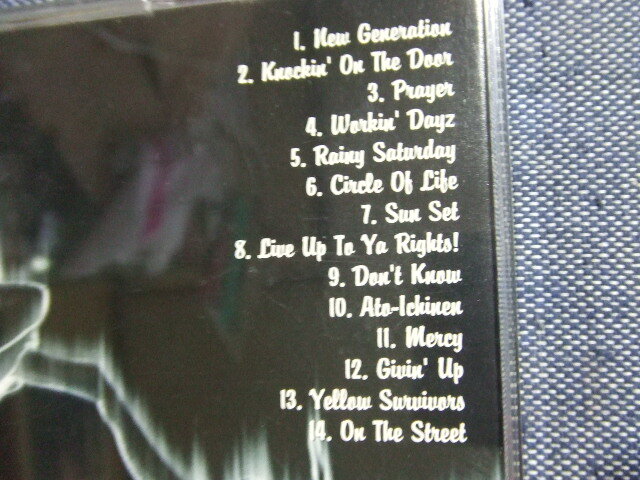 1. New Generation
2. Knockin' On The Door
3. Prayer
4. Workin' Dayz
5. Rainy Saturday
6. Circle Of Life
7. Sun Set
8. Live Up To Ya Rights!
9. Don't Know
10. Ato-Ichinen
11. Mercy
12. Givin' Up
13. Yellow Survivors
14. On The Street